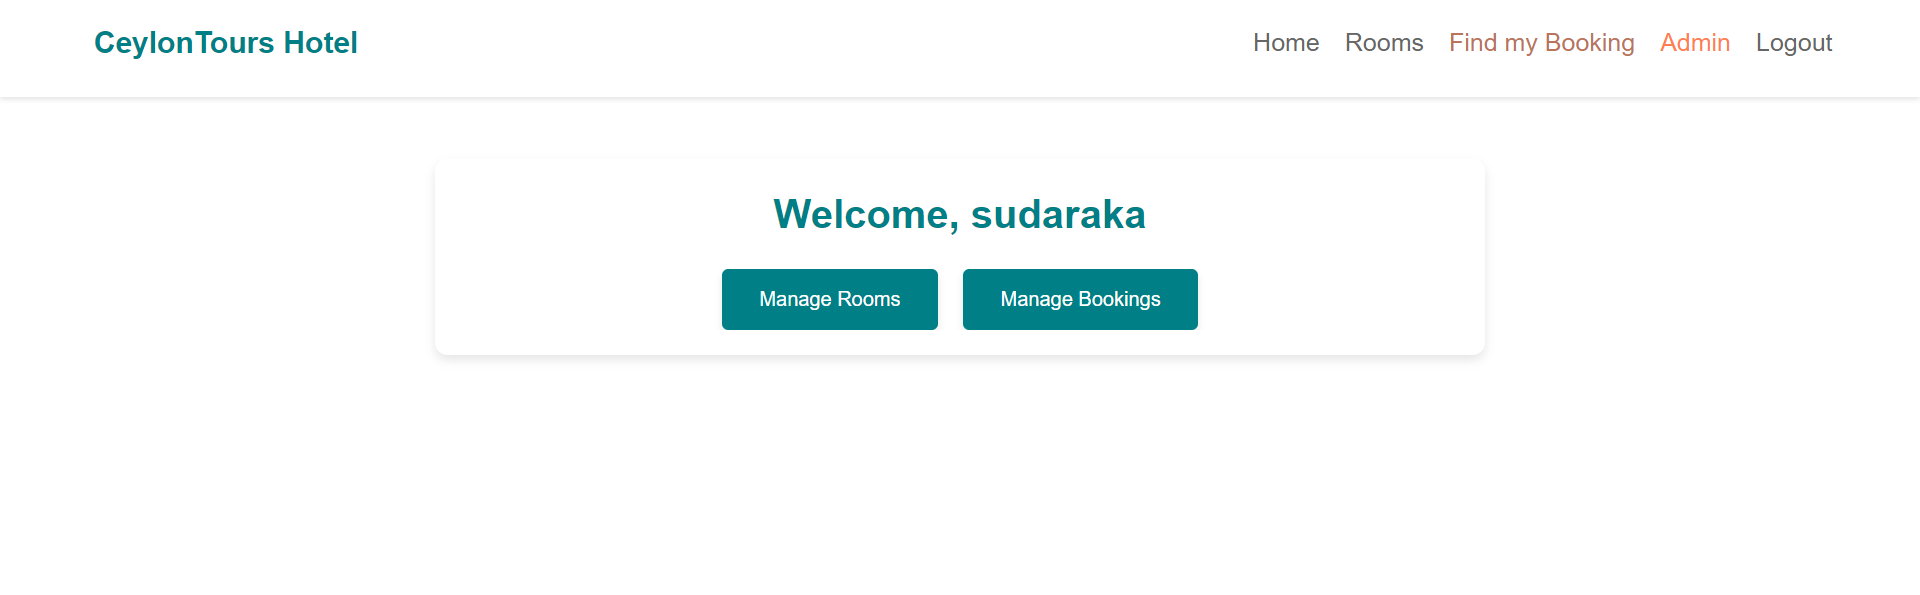 CeylonTours Hotel Home Rooms Find my Booking Admin Logout
Welcome, sudaraka
Manage Rooms Manage Bookings